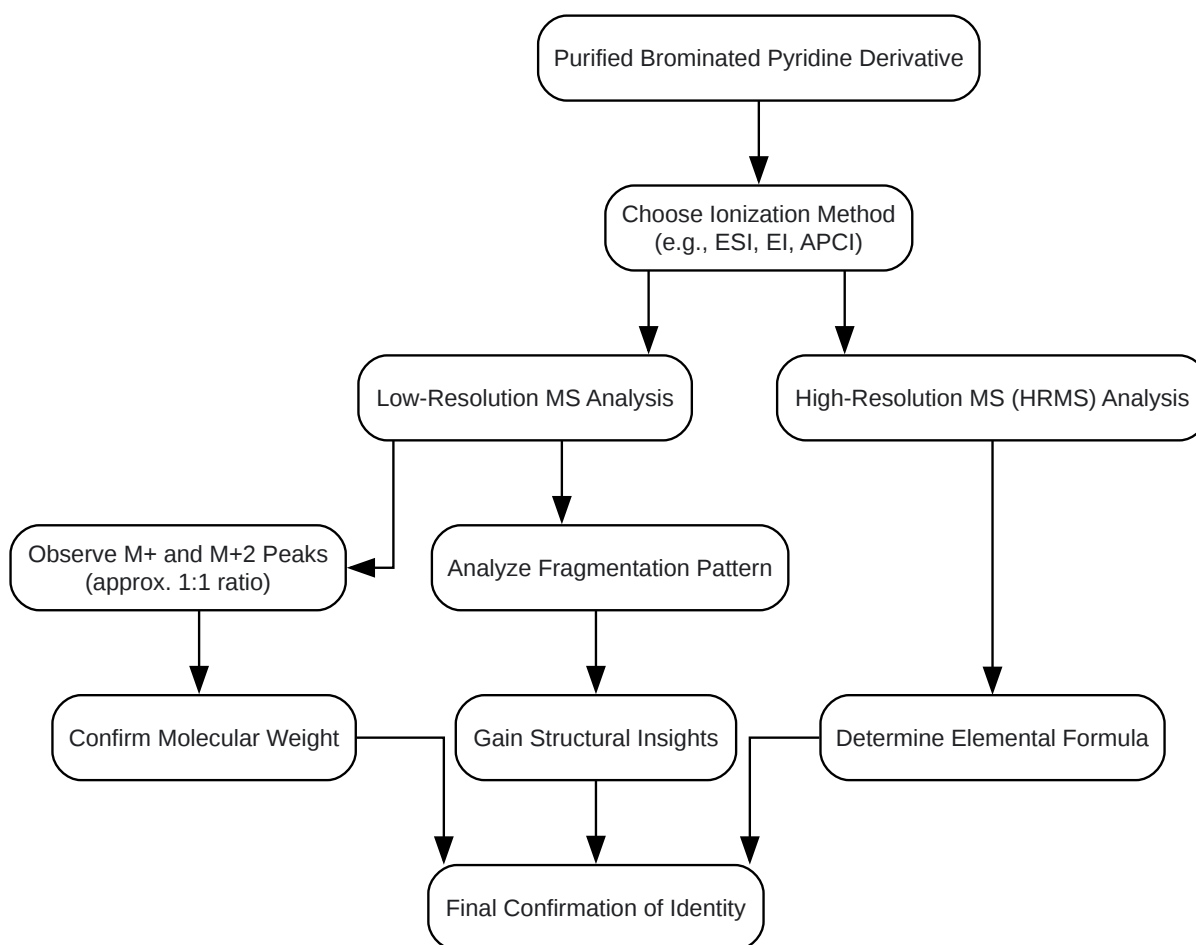 Purified Brominated Pyridine Derivative
Choose Ionization Method
(e.g., ESI, EI, APCI)
Low-Resolution MS Analysis
High-Resolution MS (HRMS) Analysis
Observe M+ and M+2 Peaks
(approx. 1:1 ratio)
Analyze Fragmentation Pattern
Confirm Molecular Weight
Gain Structural Insights
Determine Elemental Formula
Final Confirmation of Identity